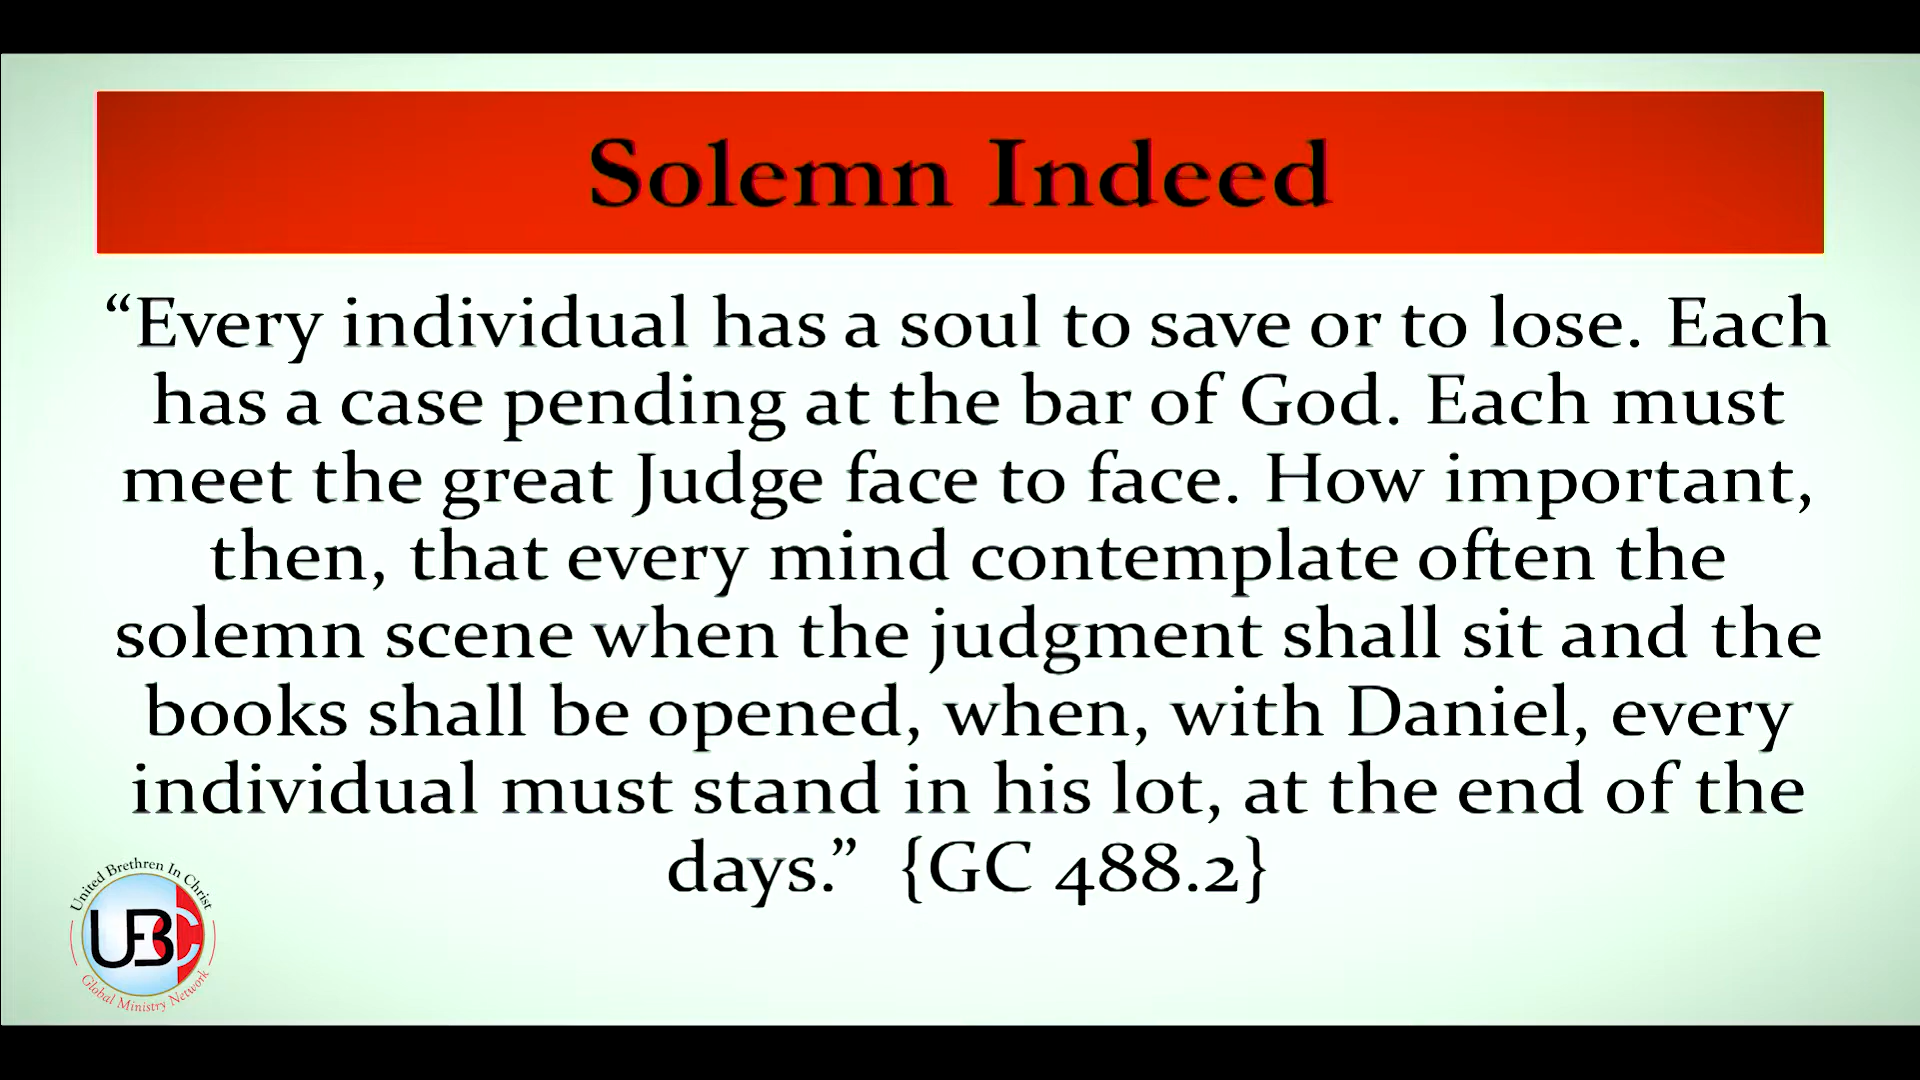 Solemn Indeed
“Every individual has a soul to save or to lose. Each
has a case pending at the bar of God. Each must
meet the great Judge face to face. How important,
then, that every mind contemplate often the
solemn scene when the judgment shall sit and the
books shall be opened, when, with Daniel, every
individual must stand in his lot, at the end of the
days.” {GC 488.2}
United Brethren In Christ
UBC
Global Ministry Network